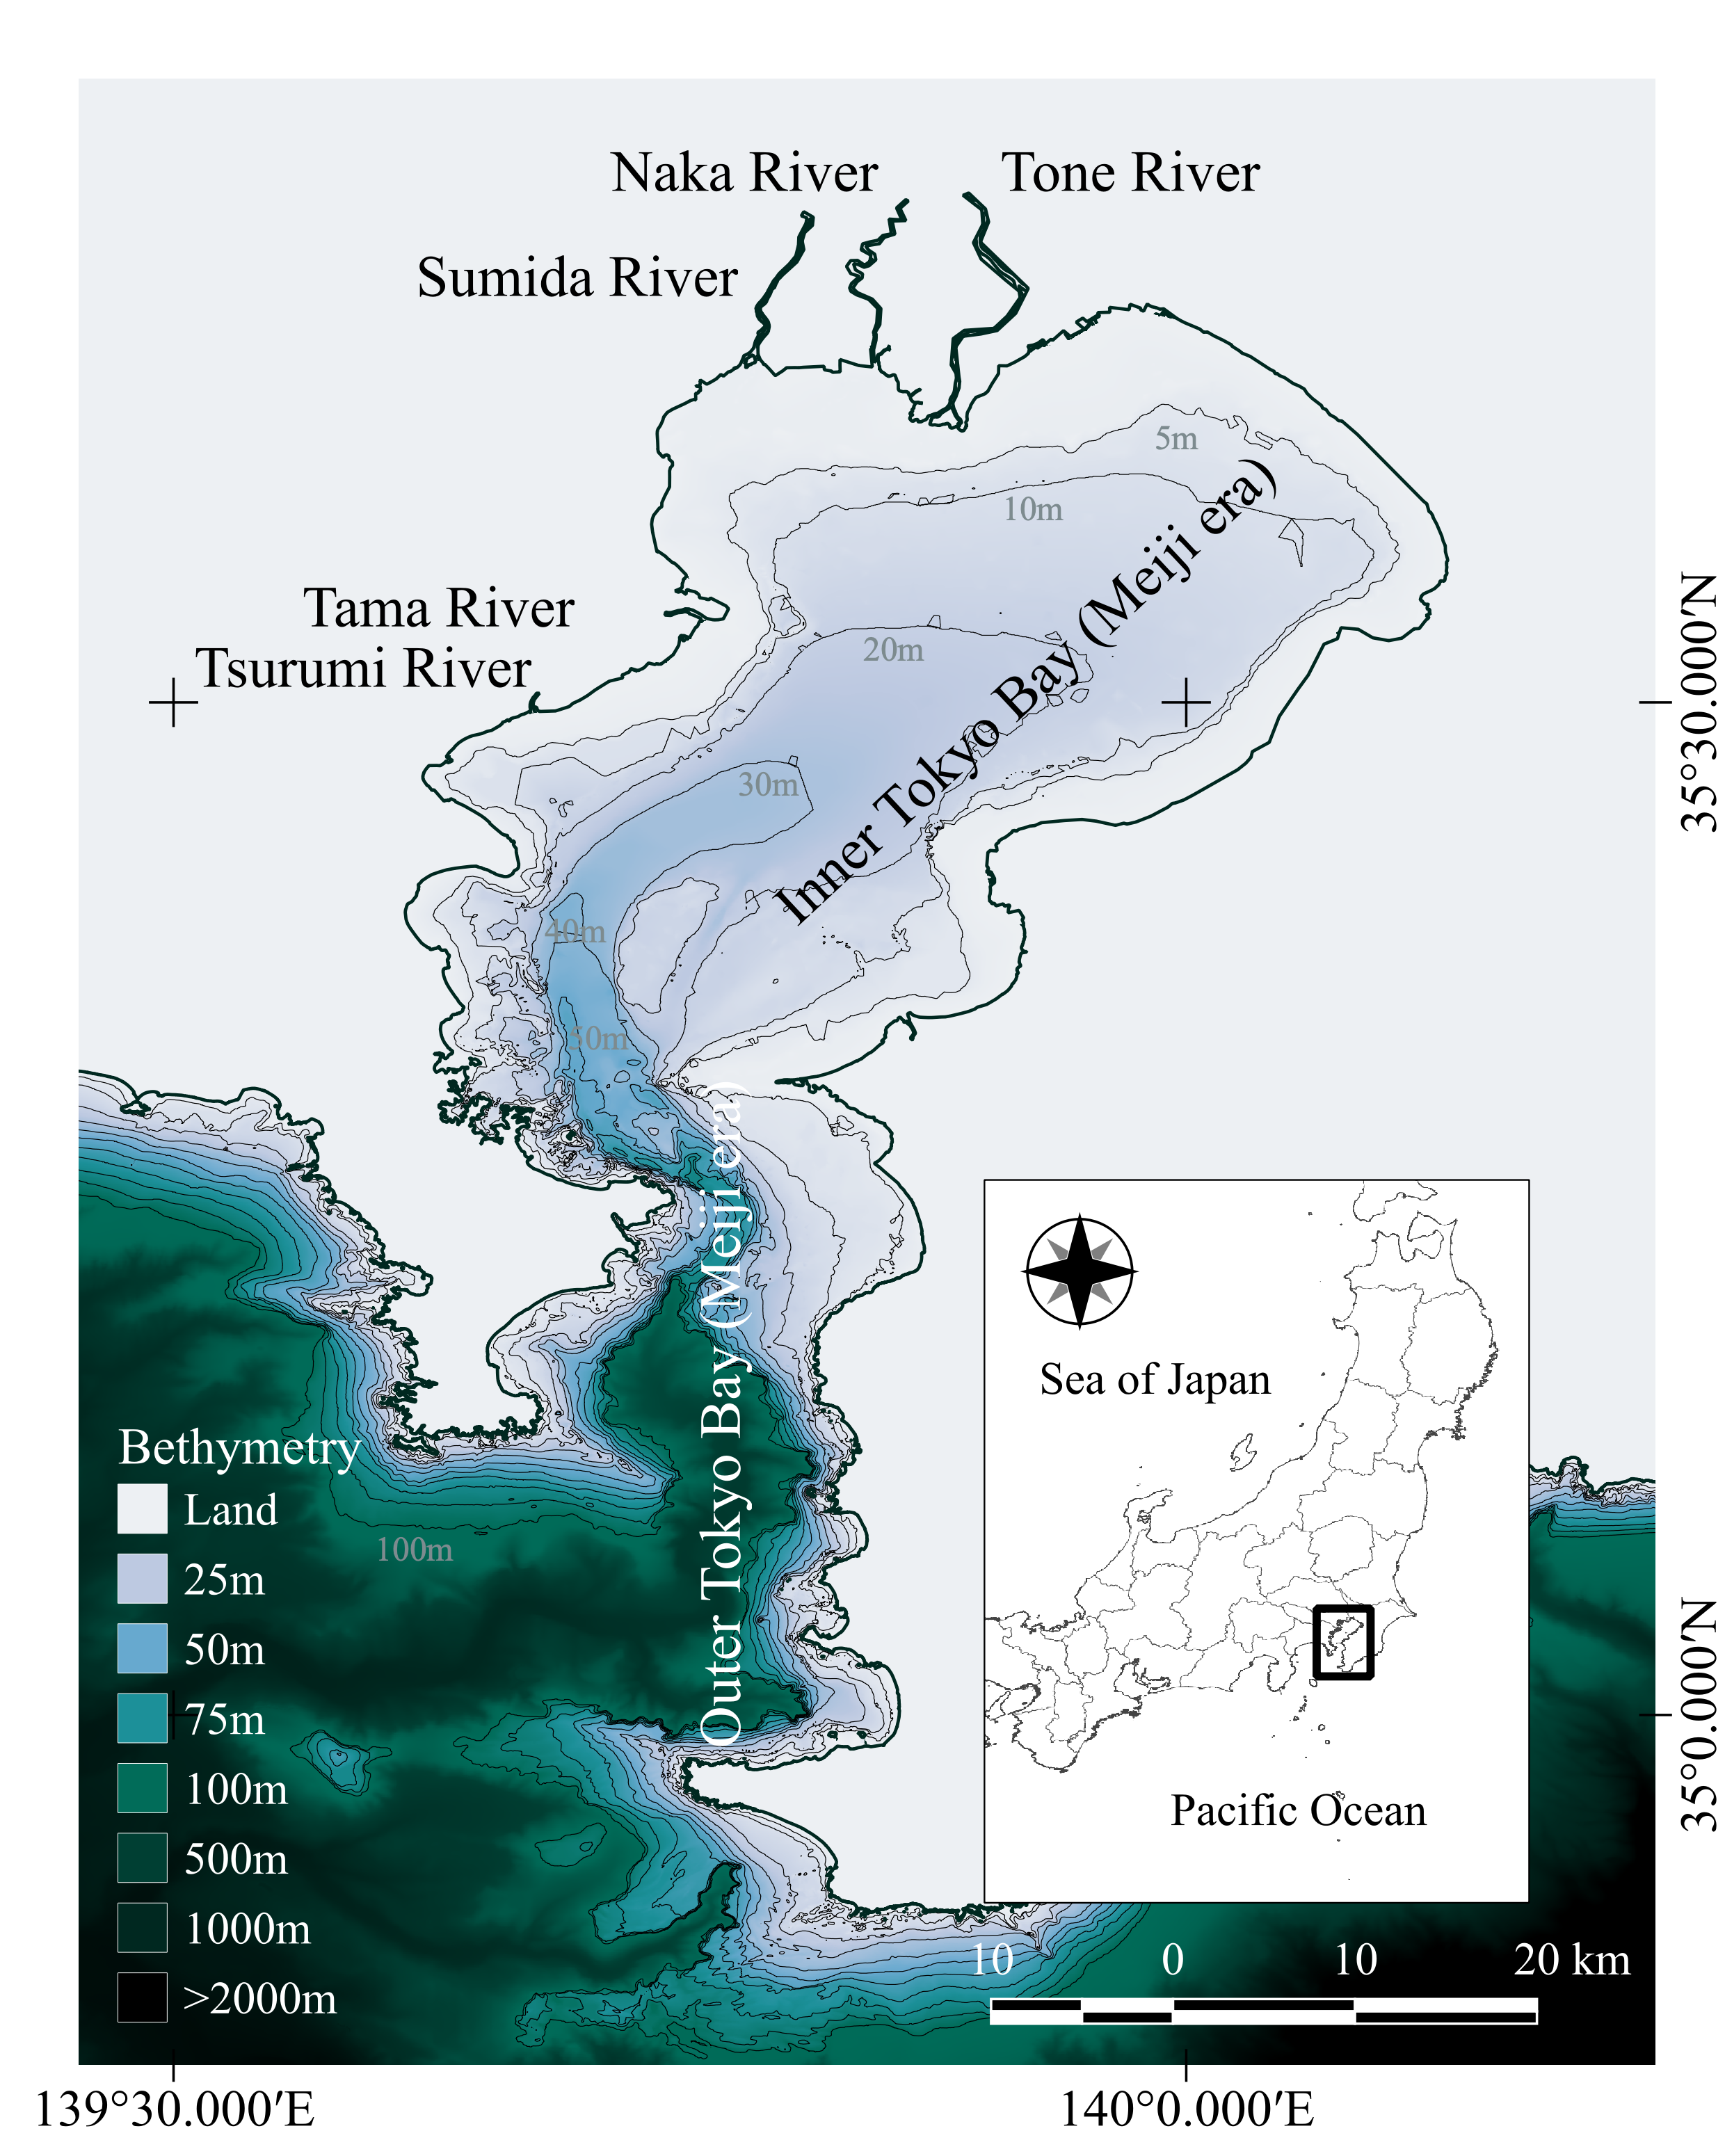 Naka River
Tone River
Sumida River
5m
10m
Tama River
20m
Tsurumi River
Inner Tokyo Bay (Meiji era)
30m
40m
50m
Outer Tokyo Bay (Meiji era)
35°30.000'N
Sea of Japan
Bethymetry
Land
100m
25m
50m
75m
100m
500m
1000m
>2000m
Pacific Ocean
35°0.000'N
10 0 10 20 km
139°30.000'E
140°0.000'E